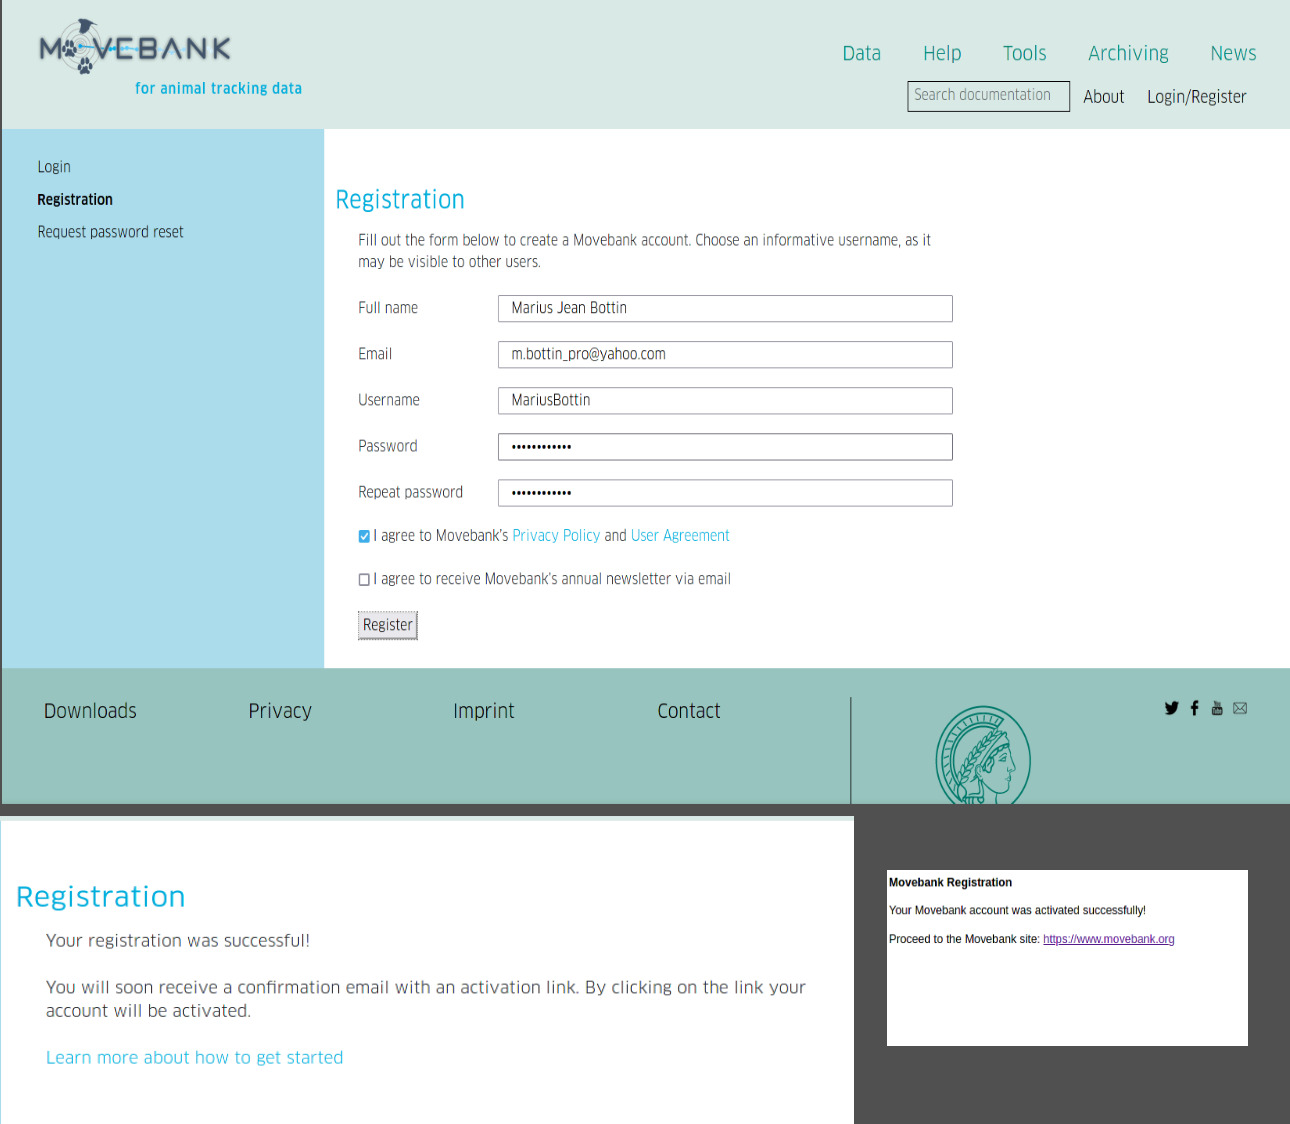 MOVEBANK
for animal tracking data
Data Help Tools Archiving News
Search documentation About Login/Register
Login
Registration
Request password reset
Registration
Fill out the form below to create a Movebank account. Choose an informative username, as it
may be visible to other users.
Full name Marius Jean Bottin
Email m.bottin_pro@yahoo.com
Username MariusBottin
Password ••••••••••••
Repeat password ••••••••••••
I agree to Movebank's Privacy Policy and User Agreement
I agree to receive Movebank's annual newsletter via email
Register
Downloads Privacy Imprint Contact
Registration
Your registration was successful!
You will soon receive a confirmation email with an activation link. By clicking on the link your
account will be activated.
Learn more about how to get started
Movebank Registration
Your Movebank account was activated successfully!
Proceed to the Movebank site: https://www.movebank.org